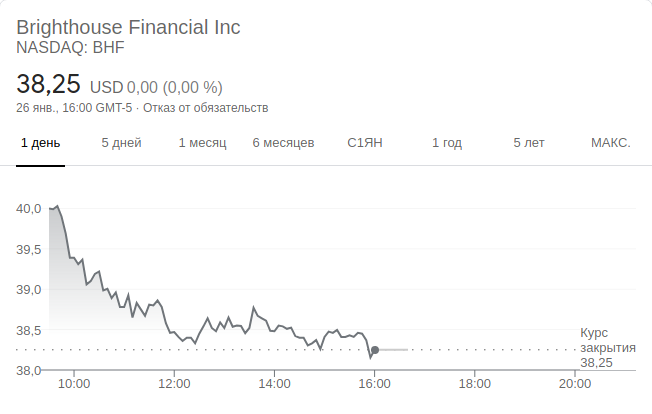 Brighthouse Financial Inc
NASDAQ: BHF
38,25 USD 0,00 (0,00 %)
26 янв., 16:00 GMT-5 · Отказ от обязательств
1 день 5 дней 1 месяц 6 месяцев С1ЯН 1 год 5 лет МАКС.
40,0
39,5
39,0
38,5
38,0
Курс
закрытия
38,25
10:00 12:00 14:00 16:00 18:00 20:00